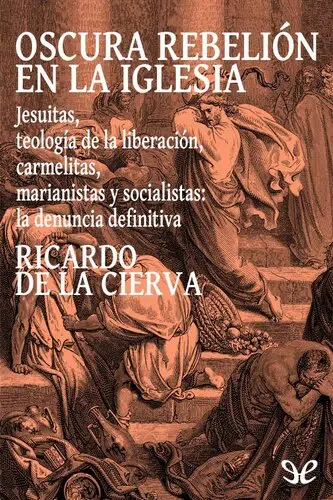 OSCURA REBELIÓN
EN LA IGLESIA
Jesuitas,
teología de la liberación,
carmelitas,
marianistas y socialistas:
la denuncia definitiva
RICARDO
DE LA CIERVA